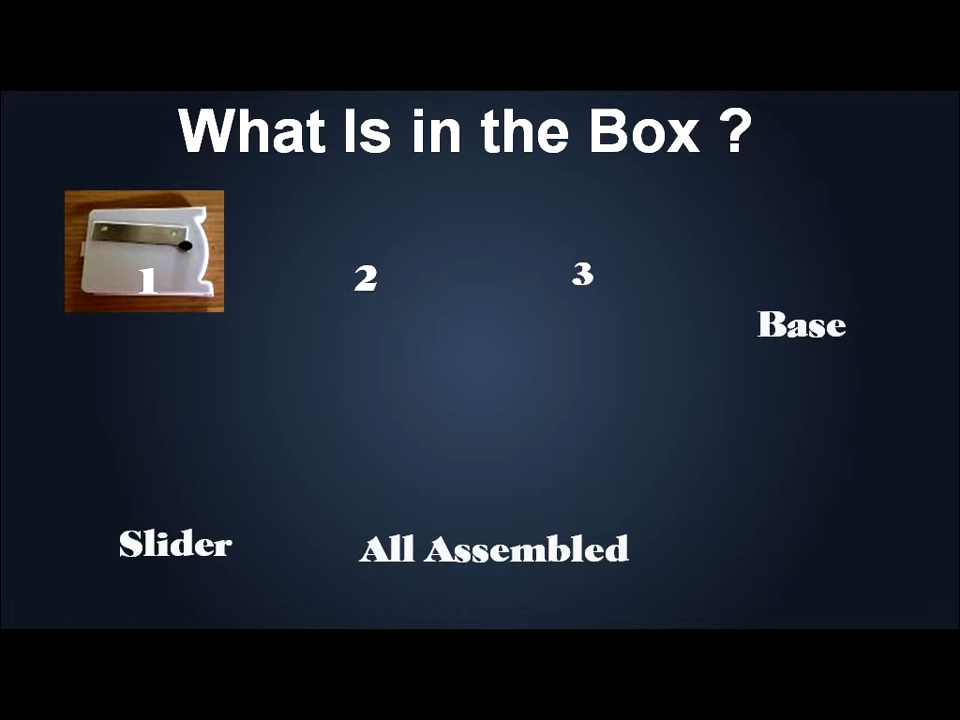 What Is in the Box ?
1
2
3
Base
Slider
All Assembled